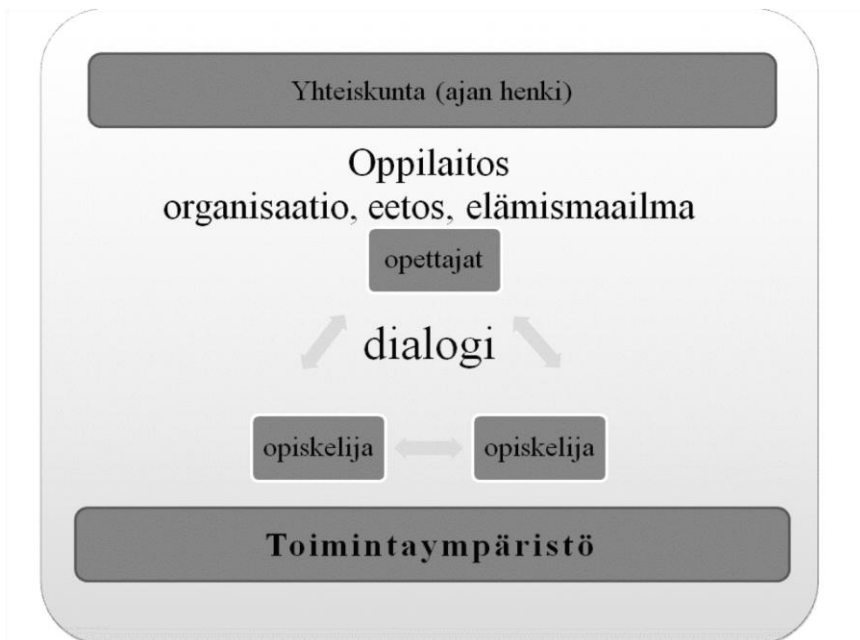 Yhteiskunta (ajan henki)
Oppilaitos
organisaatio, eetos, elämismaailma
opettajat
dialogi
opiskelija
opiskelija
Toimintaympäristö